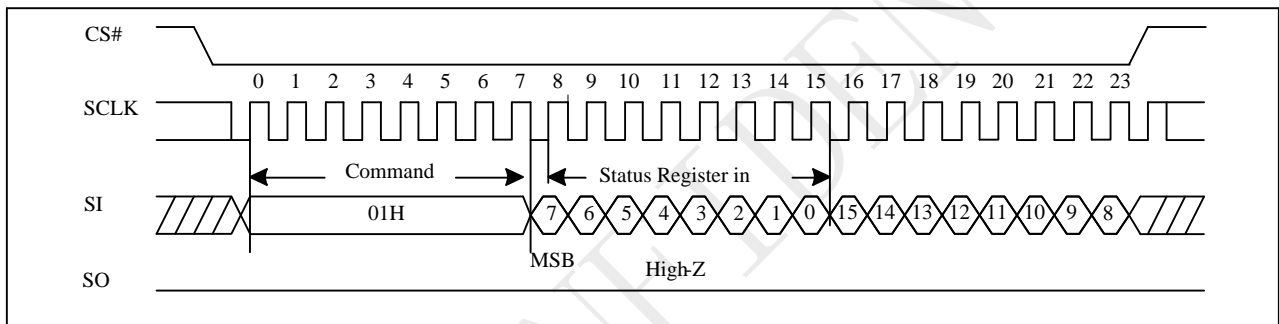 CS#
0 1 2 3 4 5 6 7 8 9 10 11 12 13 14 15 16 17 18 19 20 21 22 23
SCLK
Command Status Register in
SI 01H 7 6 5 4 3 2 1 0 15 14 13 12 11 10 9 8
MSB High-Z
SO